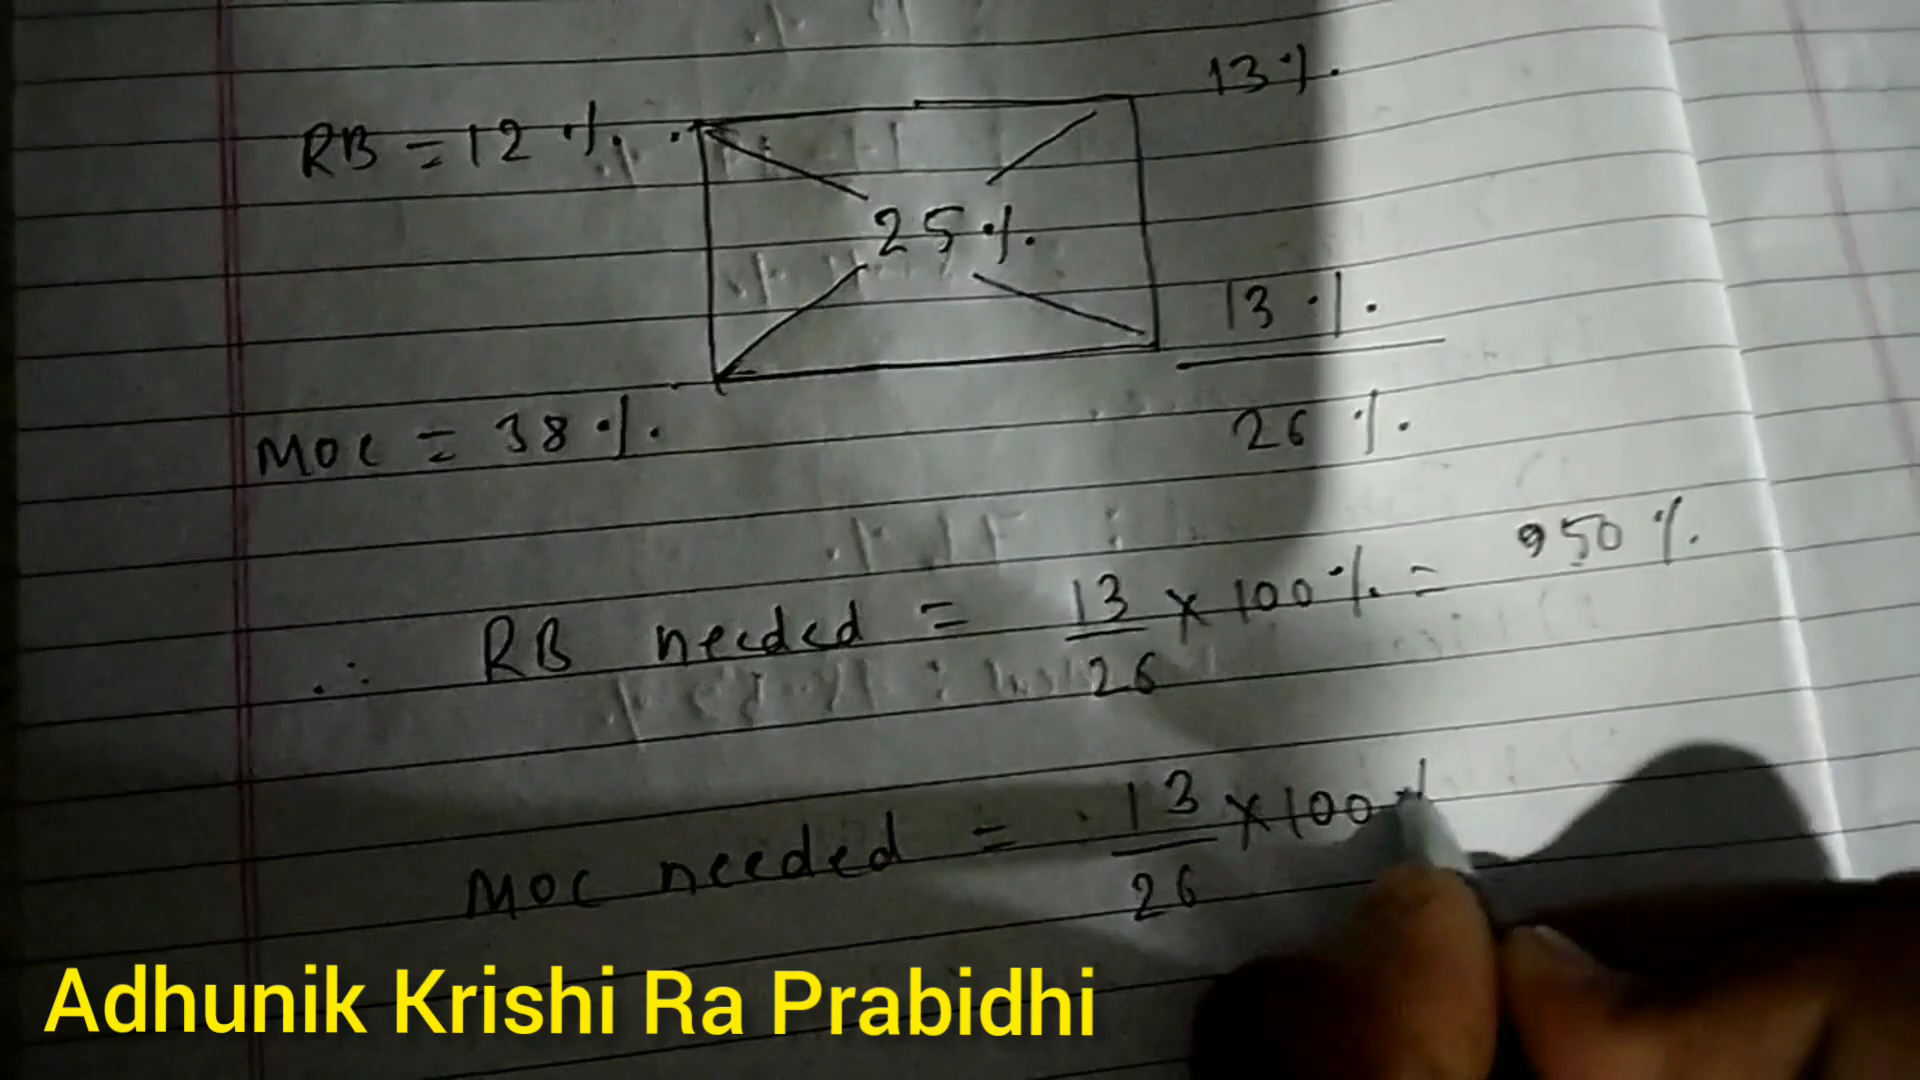 13%.
RB = 12%.
25%.
13%.
MOC = 38%.
26%.
∴ RB needed = 13/26 × 100% = 50%.
MOC needed = 13/26 × 100%
Adhunik Krishi Ra Prabidhi